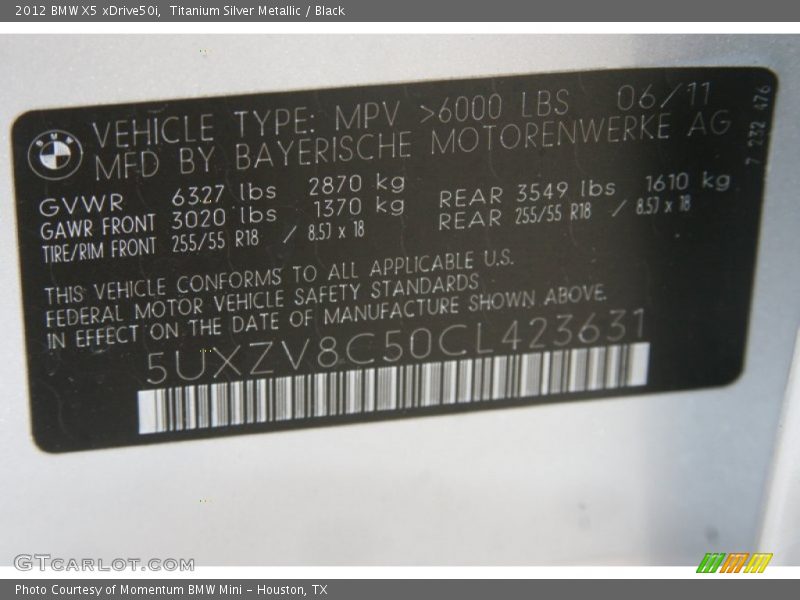 2012 BMW X5 xDrive50i, Titanium Silver Metallic / Black
VEHICLE TYPE: MPV >6000 LBS 06/11
MFD BY BAYERISCHE MOTORENWERKE AG
7 232 476
GVWR 6327 lbs 2870 kg
GAWR FRONT 3020 lbs 1370 kg REAR 3549 lbs 1610 kg
TIRE/RIM FRONT 255/55 R18 / 8.5J x 18 REAR 255/55 R18 / 8.5J x 18
THIS VEHICLE CONFORMS TO ALL APPLICABLE U.S.
FEDERAL MOTOR VEHICLE SAFETY STANDARDS
IN EFFECT ON THE DATE OF MANUFACTURE SHOWN ABOVE.
5UXZV8C50CL423631
GTCARLOT.COM
Photo Courtesy of Momentum BMW Mini - Houston, TX